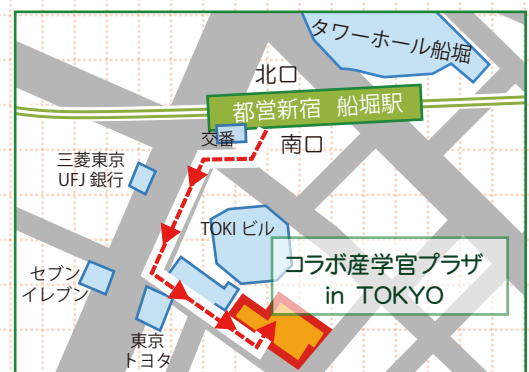 タワーホール船堀
北口
都営新宿 船堀駅
交番
南口
三菱東京
UFJ 銀行
TOKI ビル
コラボ産学官プラザ
in TOKYO
セブン
イレブン
東京
トヨタ